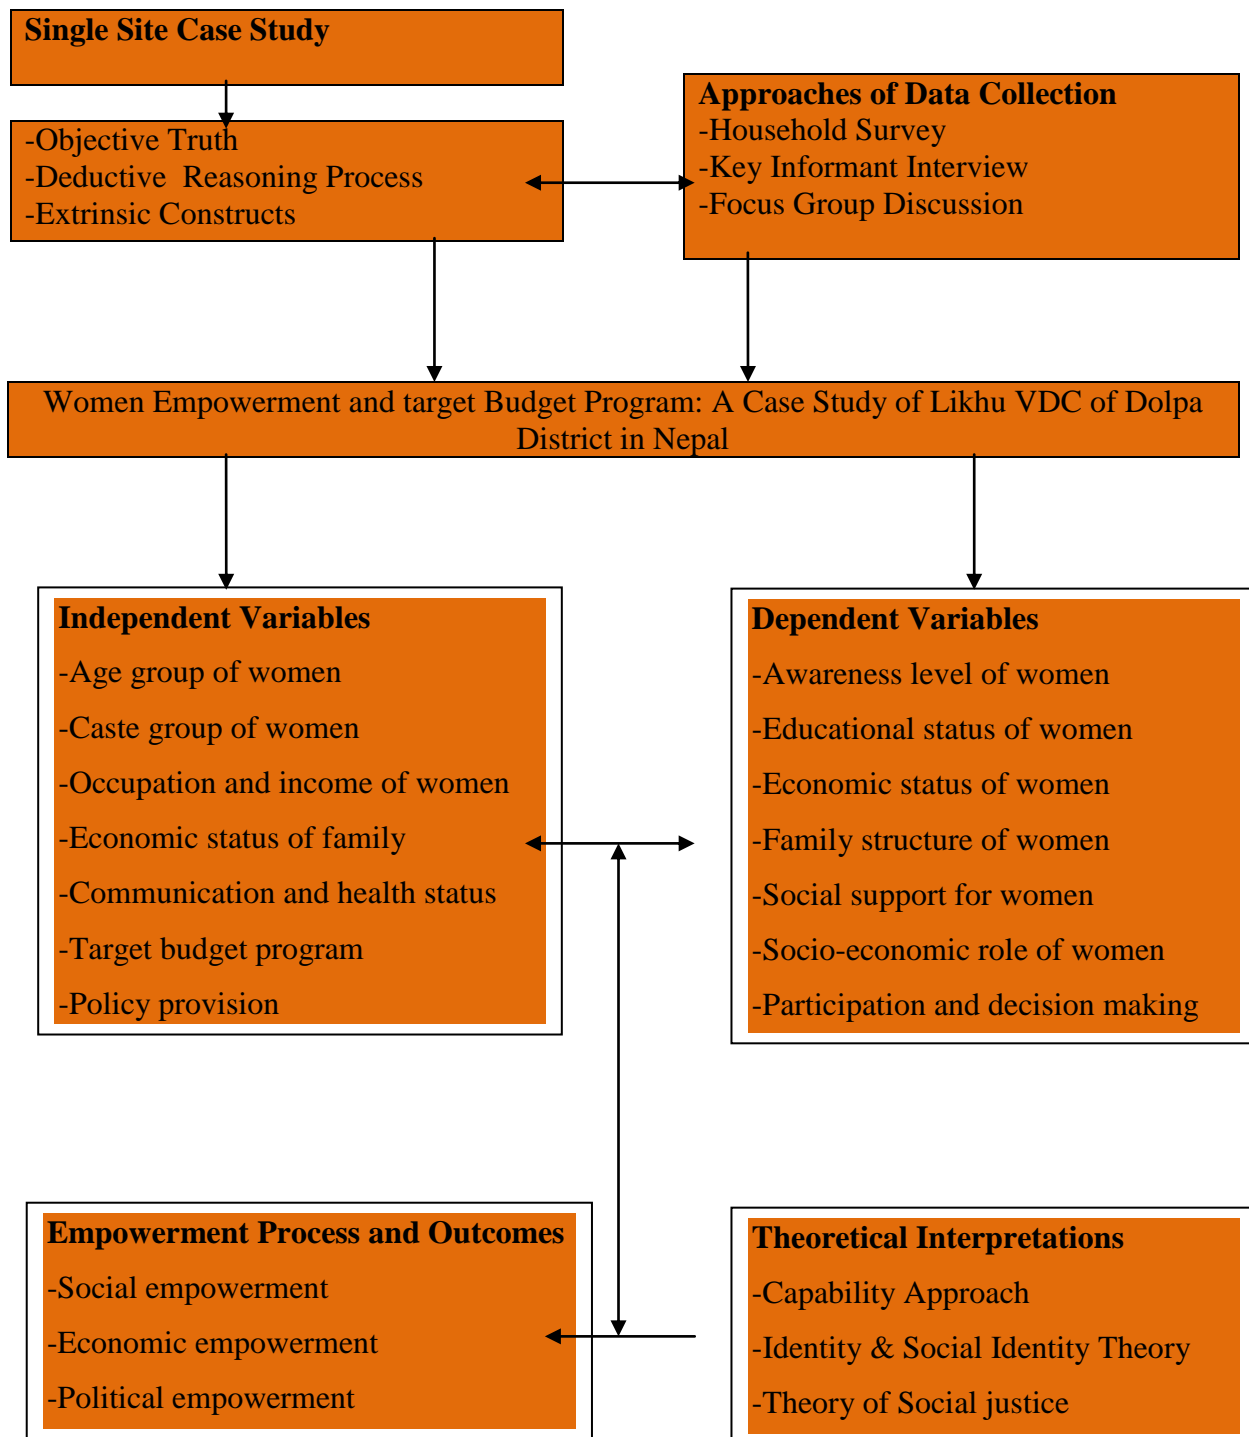 Single Site Case Study
-Objective Truth
-Deductive  Reasoning Process
-Extrinsic Constructs
Approaches of Data Collection
-Household Survey
-Key Informant Interview
-Focus Group Discussion
Women Empowerment and target Budget Program: A Case Study of Likhu VDC of Dolpa
District in Nepal
Independent Variables
-Age group of women
-Caste group of women
-Occupation and income of women
-Economic status of family
-Communication and health status
-Target budget program
-Policy provision
Dependent Variables
-Awareness level of women
-Educational status of women
-Economic status of women
-Family structure of women
-Social support for women
-Socio-economic role of women
-Participation and decision making
Empowerment Process and Outcomes
-Social empowerment
-Economic empowerment
-Political empowerment
Theoretical Interpretations
-Capability Approach
-Identity & Social Identity Theory
-Theory of Social justice